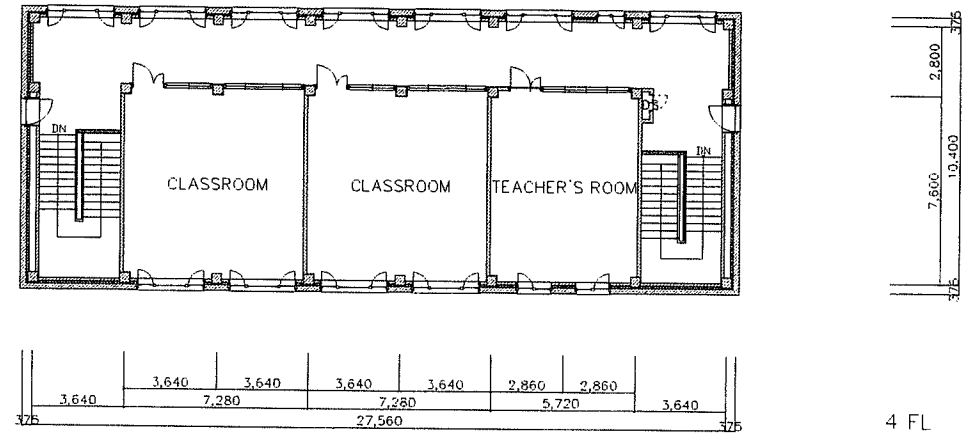 375
2,800
DS
DN
DN
10,400
CLASSROOM
CLASSROOM
TEACHER'S ROOM
7,600
375
3,640
3,640
3,640
3,640
2,860
2,860
3,640
7,280
7,280
5,720
3,640
375
27,560
375
4 FL